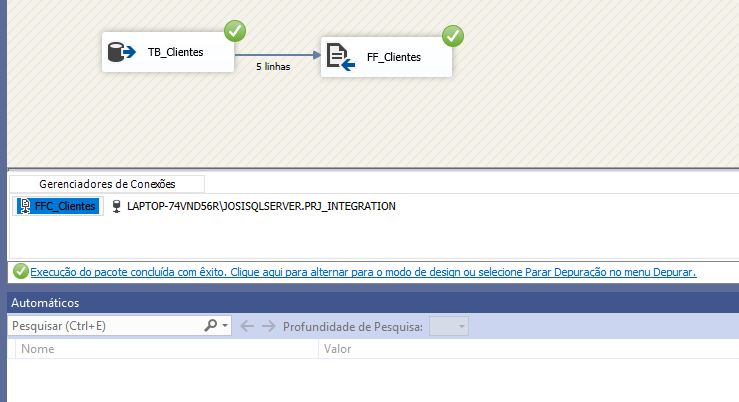 TB_Clientes
FF_Clientes
5 linhas
Gerenciadores de Conexões
FFC_Clientes
LAPTOP-74VND56R\JOSISQLSERVER.PRJ_INTEGRATION
Execução do pacote concluída com êxito. Clique aqui para alternar para o modo de design ou selecione Parar Depuração no menu Depurar.
Automáticos
Pesquisar (Ctrl+E)
Profundidade de Pesquisa:
Nome
Valor